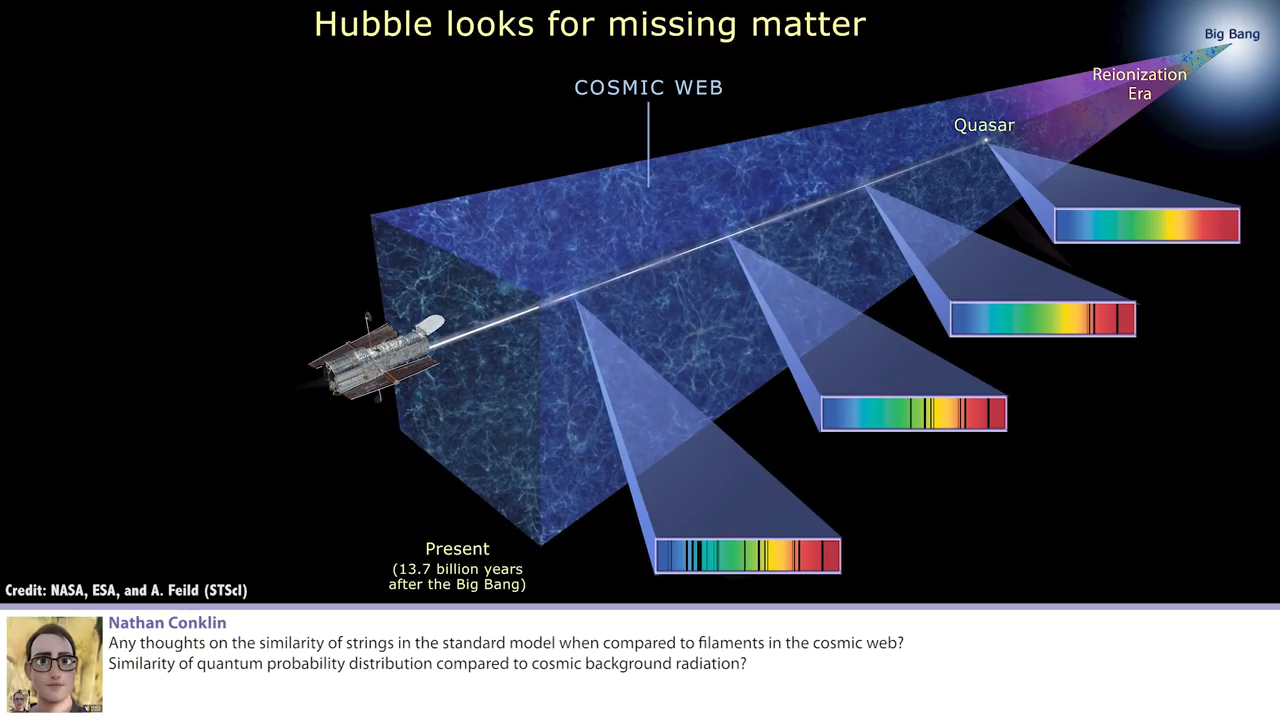 Hubble looks for missing matter
Big Bang
COSMIC WEB
Reionization
Era
Quasar
Present
(13.7 billion years
after the Big Bang)
Credit: NASA, ESA, and A. Feild (STScI)
Nathan Conklin
Any thoughts on the similarity of strings in the standard model when compared to filaments in the cosmic web?
Similarity of quantum probability distribution compared to cosmic background radiation?